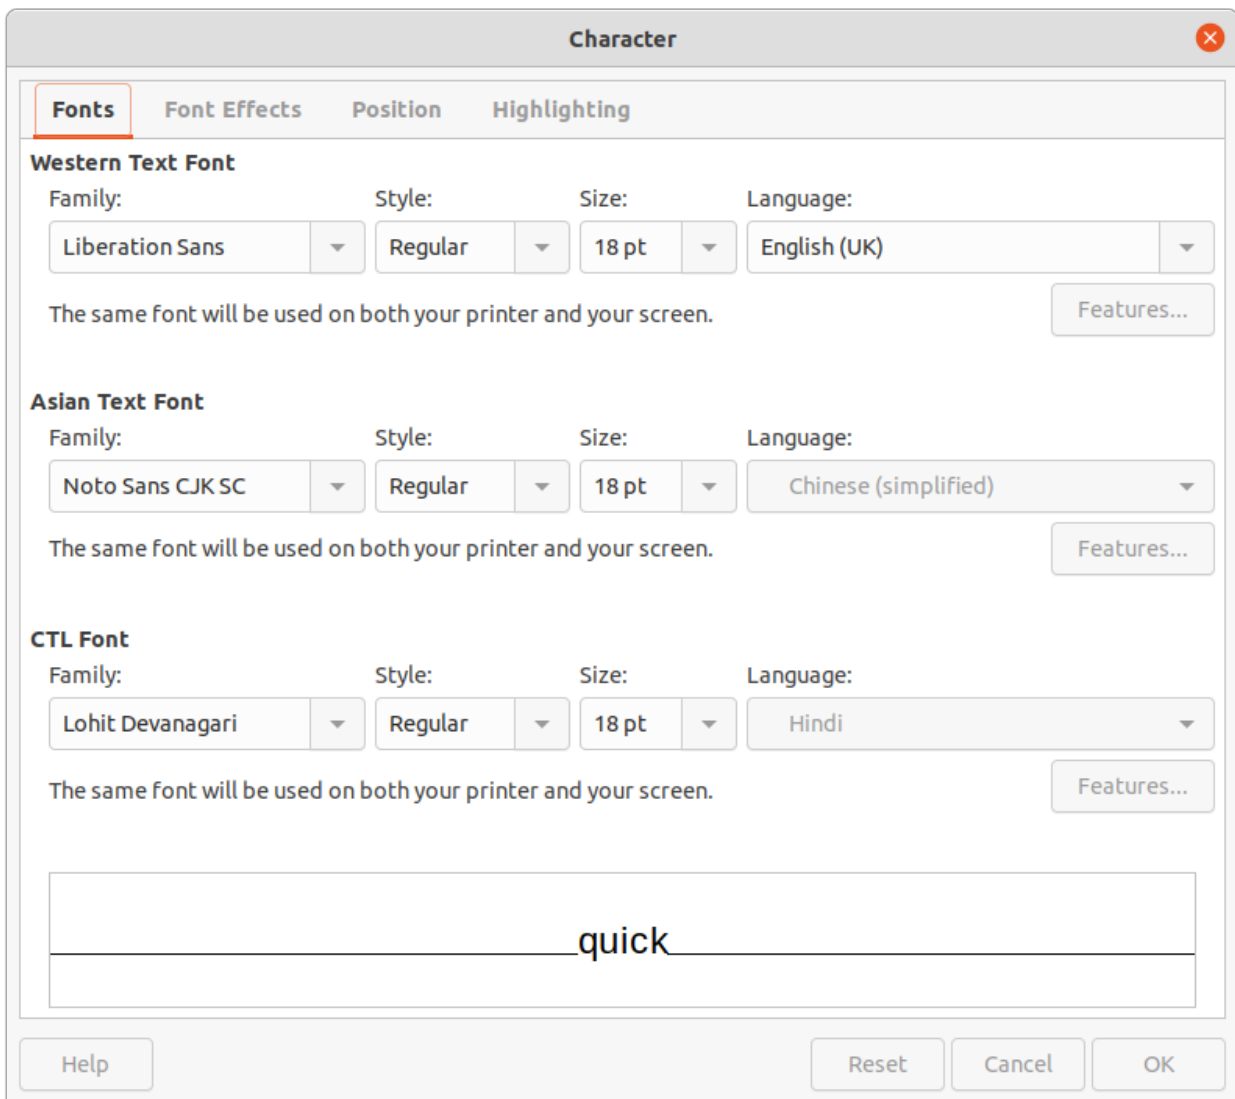 Character
Fonts Font Effects Position Highlighting
Western Text Font
Family: Style: Size: Language:
Liberation Sans Regular 18 pt English (UK)
The same font will be used on both your printer and your screen. Features...
Asian Text Font
Family: Style: Size: Language:
Noto Sans CJK SC Regular 18 pt Chinese (simplified)
The same font will be used on both your printer and your screen. Features...
CTL Font
Family: Style: Size: Language:
Lohit Devanagari Regular 18 pt Hindi
The same font will be used on both your printer and your screen. Features...
quick
Help Reset Cancel OK